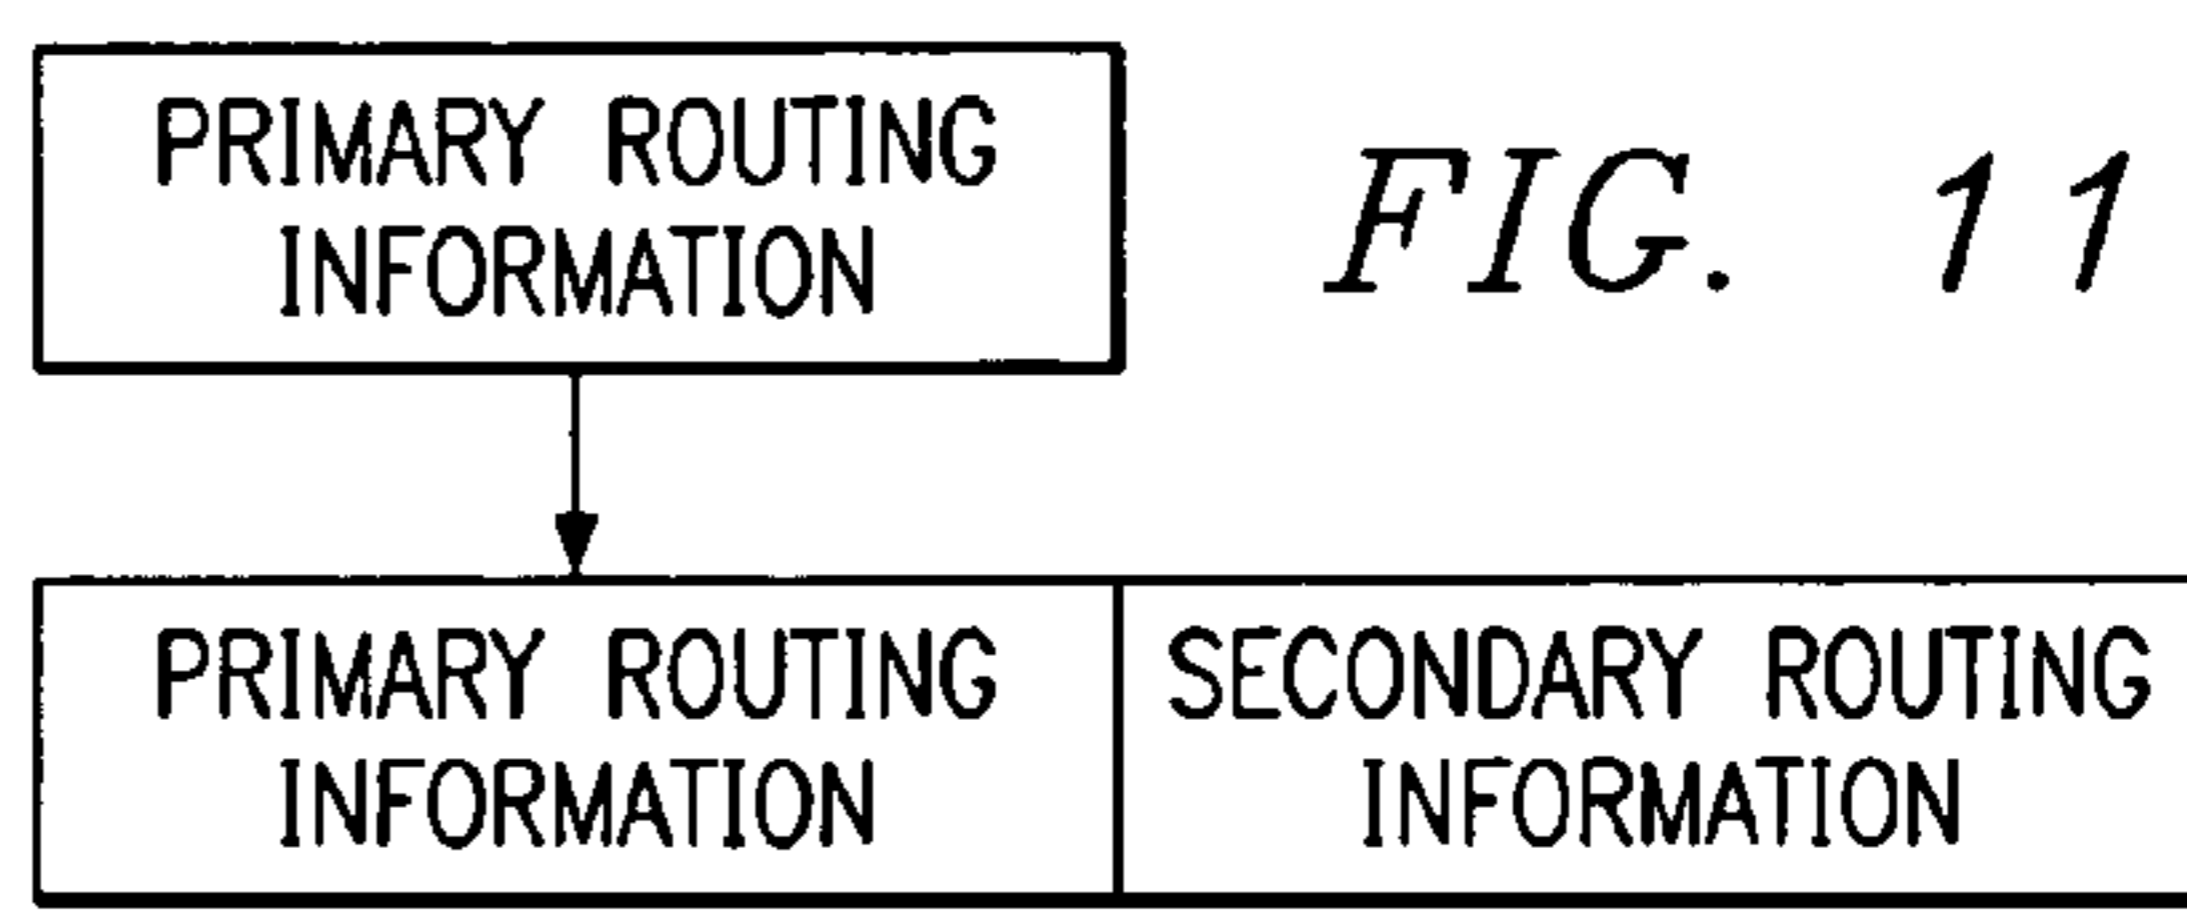 PRIMARY ROUTING
INFORMATION
FIG. 11
PRIMARY ROUTING
INFORMATION
SECONDARY ROUTING
INFORMATION